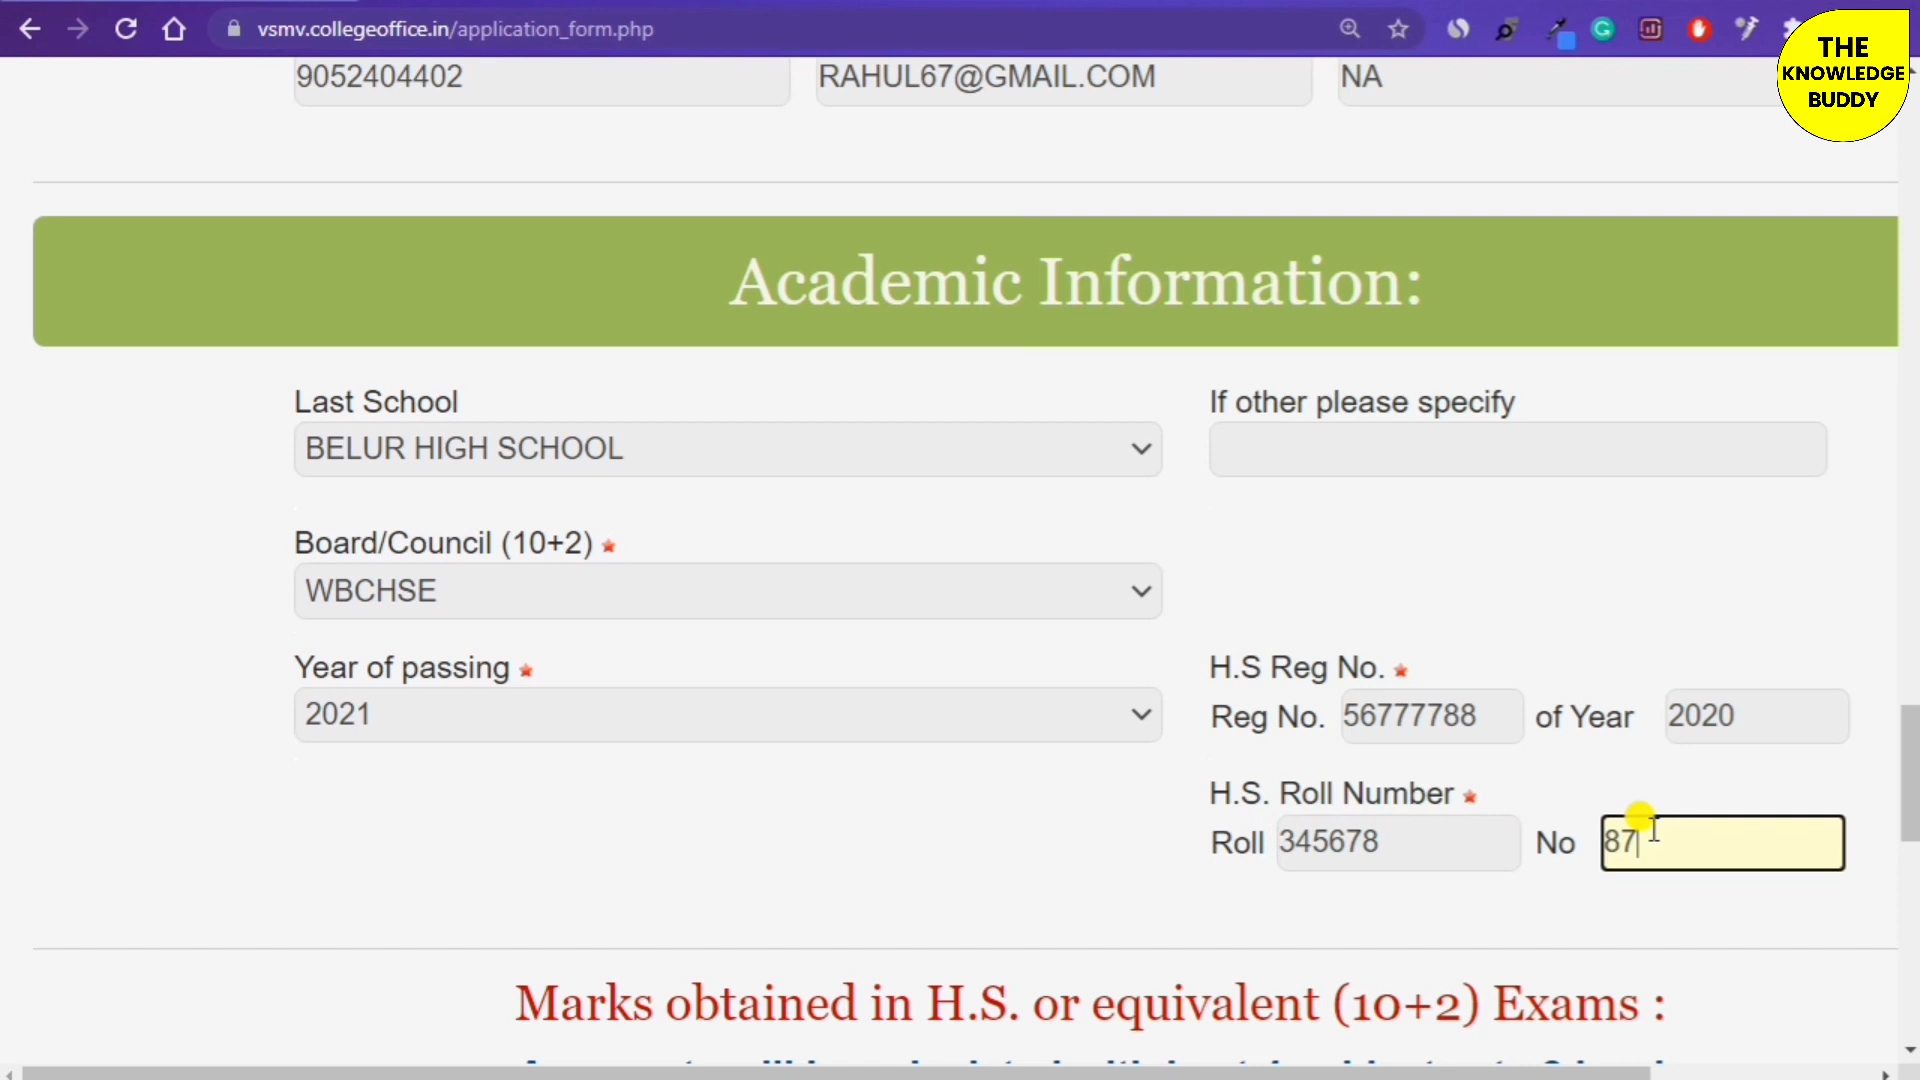 vsmv.collegeoffice.in/application_form.php
THE
KNOWLEDGE
BUDDY
9052404402 RAHUL67@GMAIL.COM NA
Academic Information:
Last School If other please specify
BELUR HIGH SCHOOL
Board/Council (10+2)
WBCHSE
Year of passing H.S Reg No.
2021 Reg No. 56777788 of Year 2020
H.S. Roll Number
Roll 345678 No 87
Marks obtained in H.S. or equivalent (10+2) Exams :